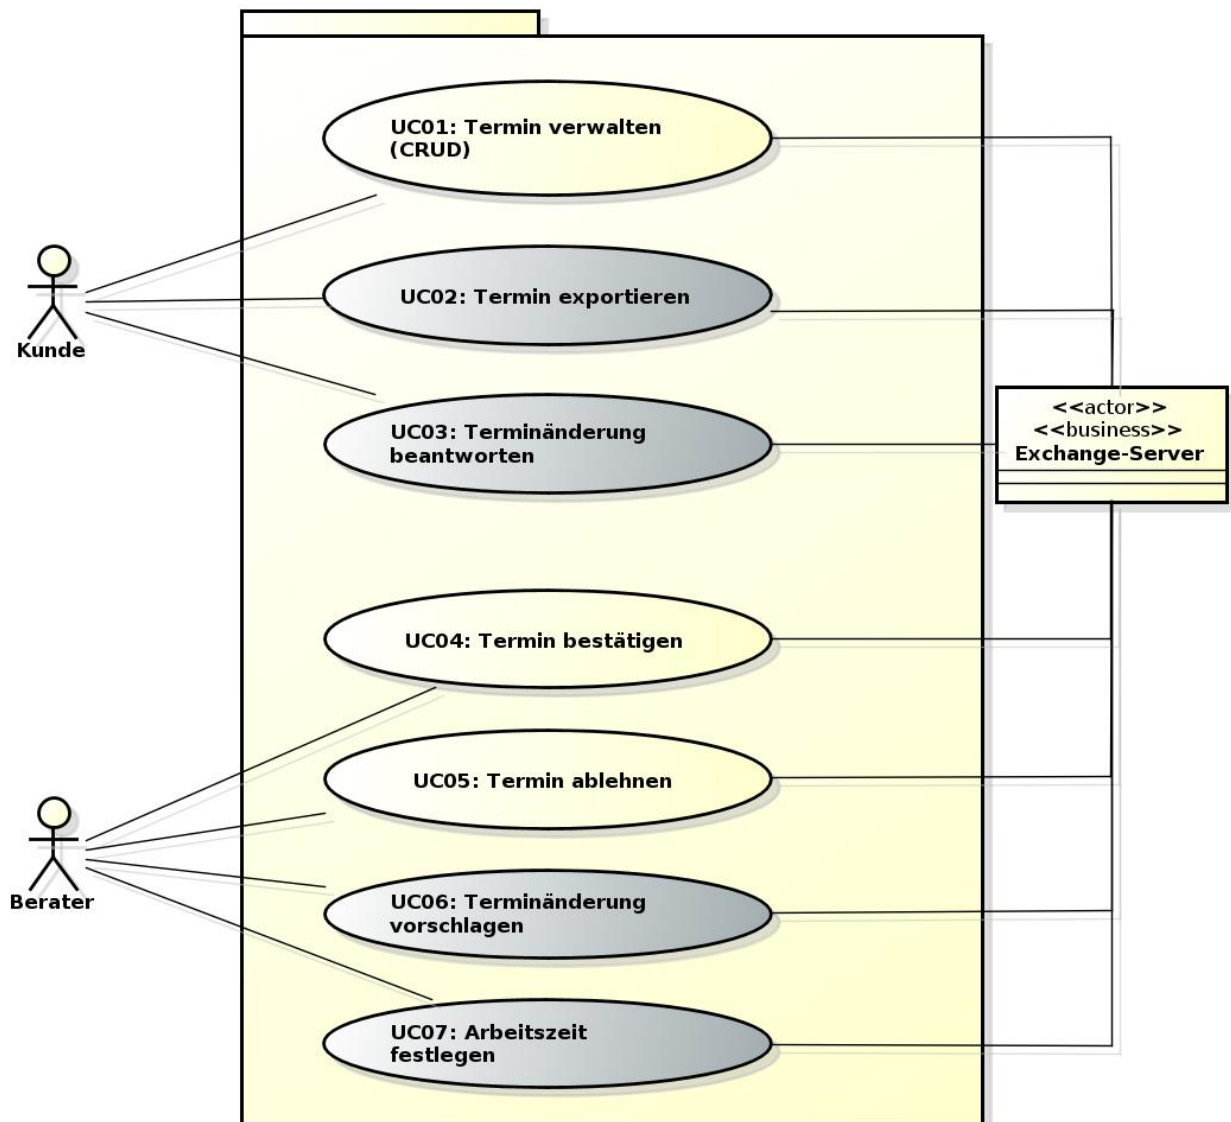 UC01: Termin verwalten
(CRUD)
UC02: Termin exportieren
Kunde
UC03: Terminänderung
beantworten
<<actor>>
<<business>>
Exchange-Server
UC04: Termin bestätigen
UC05: Termin ablehnen
Berater
UC06: Terminänderung
vorschlagen
UC07: Arbeitszeit
festlegen